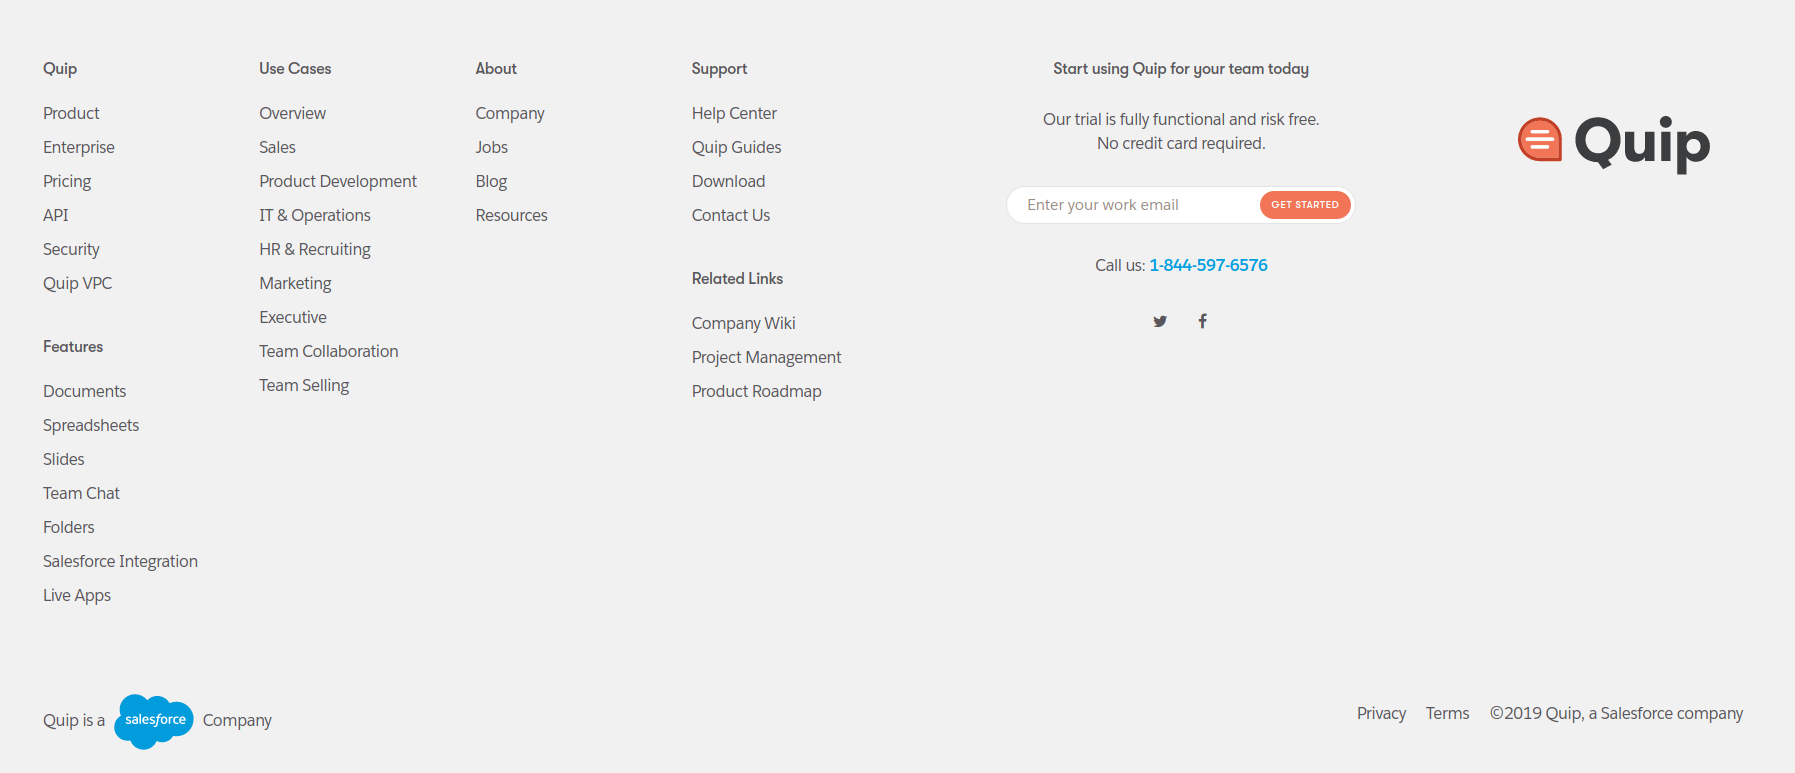 Quip
Product
Enterprise
Pricing
API
Security
Quip VPC
Features
Documents
Spreadsheets
Slides
Team Chat
Folders
Salesforce Integration
Live Apps
Use Cases
Overview
Sales
Product Development
IT & Operations
HR & Recruiting
Marketing
Executive
Team Collaboration
Team Selling
About
Company
Jobs
Blog
Resources
Support
Help Center
Quip Guides
Download
Contact Us
Related Links
Company Wiki
Project Management
Product Roadmap
Start using Quip for your team today
Our trial is fully functional and risk free.
No credit card required.
Enter your work email GET STARTED
Call us: 1-844-597-6576
Quip
Quip is a salesforce Company
Privacy Terms ©2019 Quip, a Salesforce company